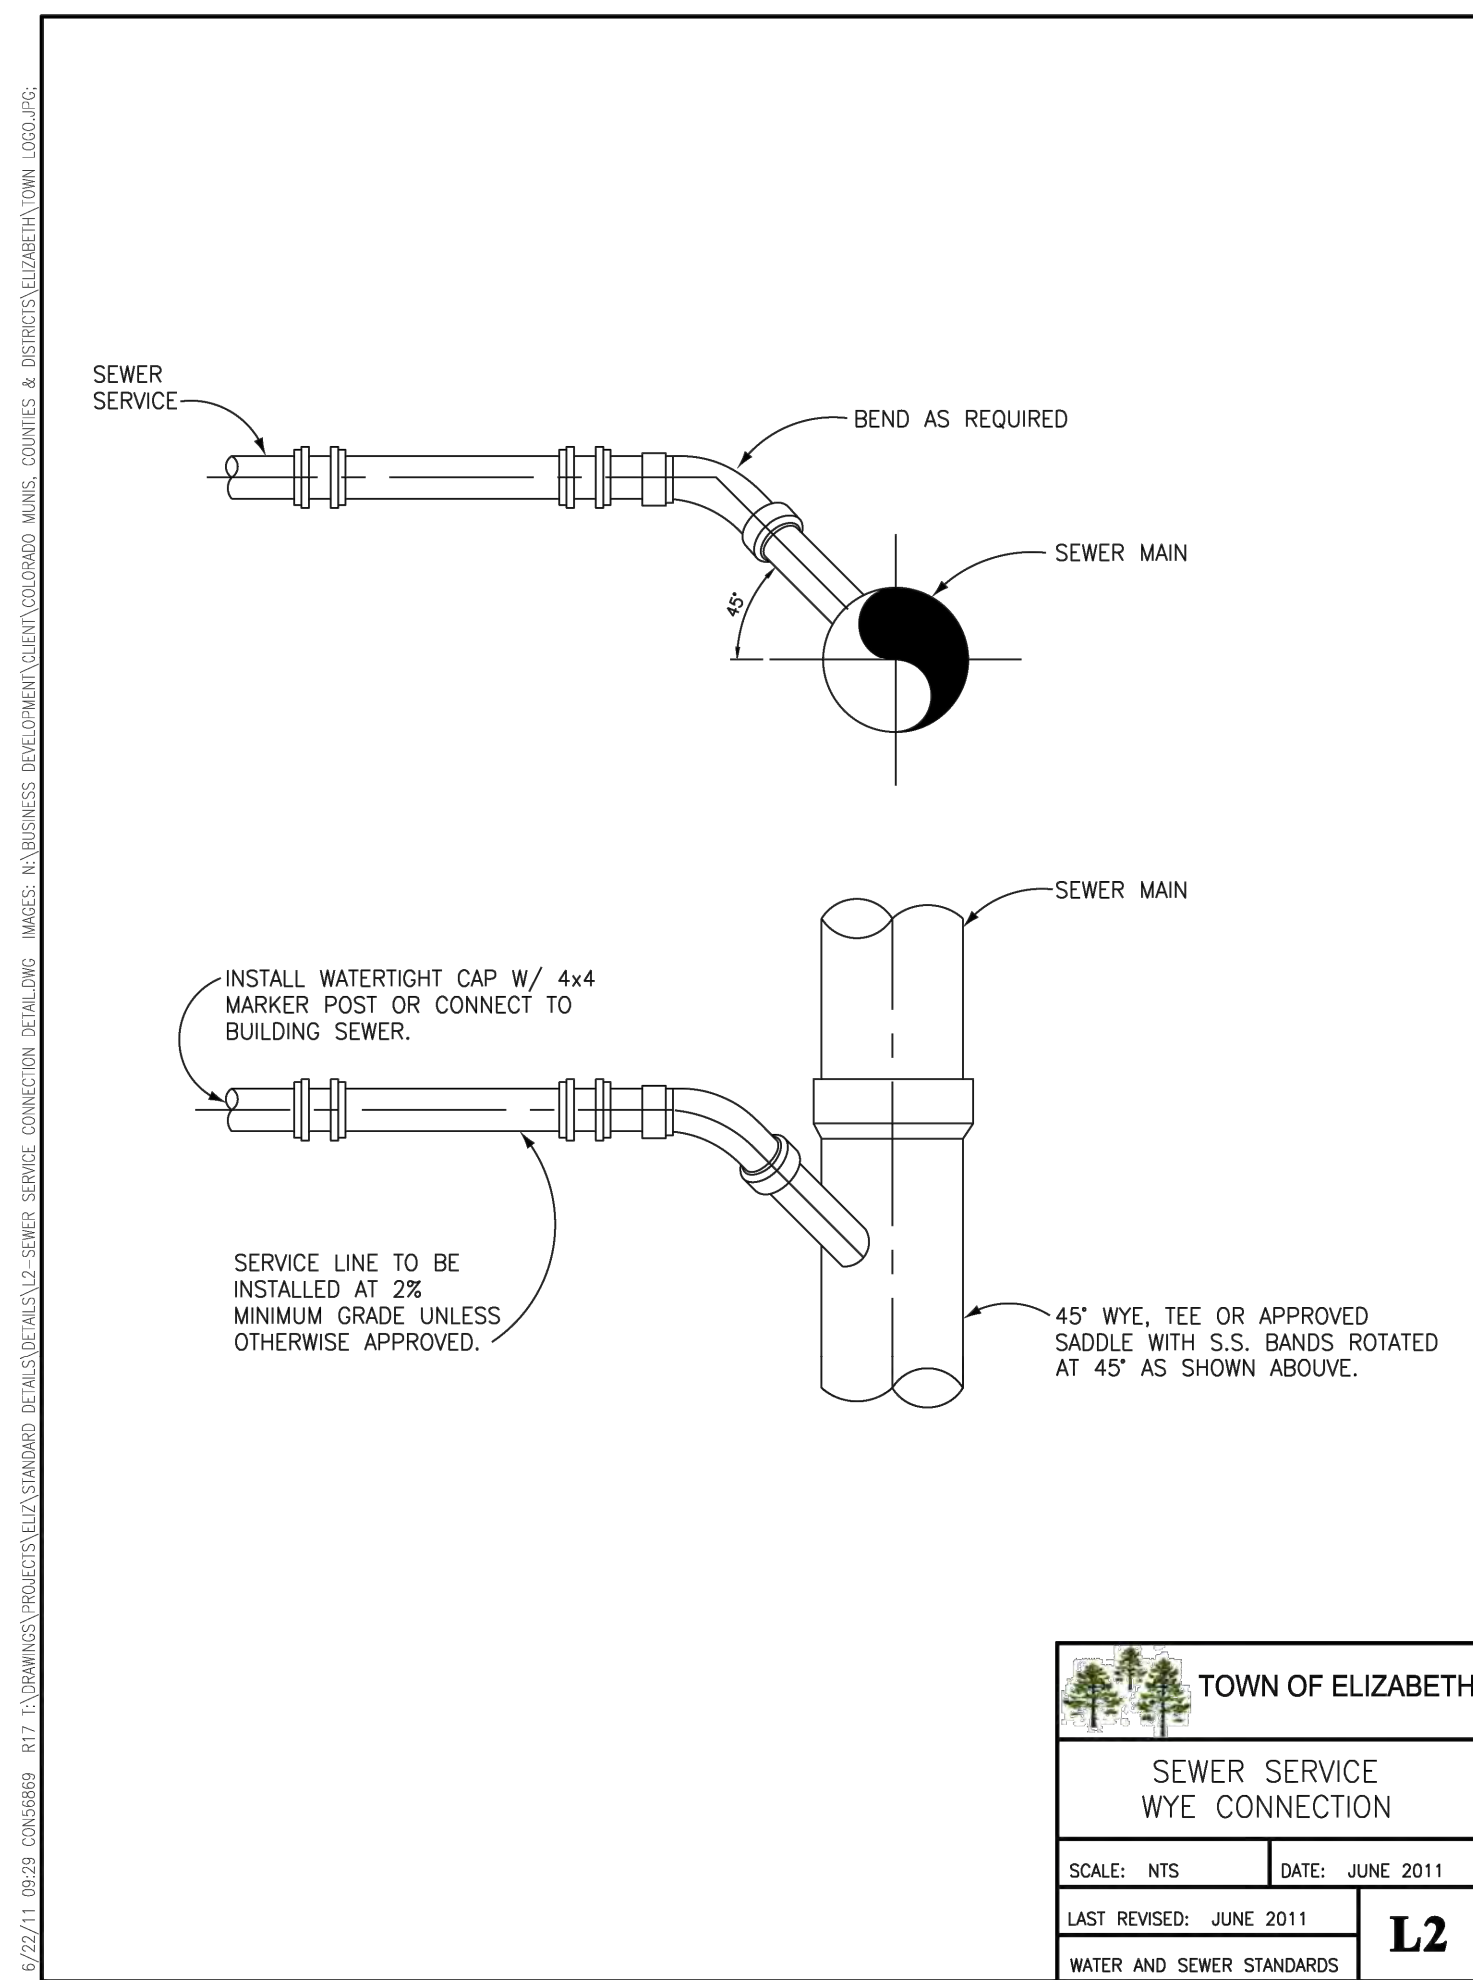 6/22/11 09:29 CON56869 R17 T:\DRAWINGS\PROJECTS\ELIZ\STANDARD DETAILS\DETAILS\L2-SEWER SERVICE CONNECTION DETAIL.DWG IMAGES: N:\BUSINESS DEVELOPMENT\CLIENT\COLORADO MUNIS, COUNTIES & DISTRICTS\ELIZABETH\TOWN LOGO.JPG;
SEWER
SERVICE
BEND AS REQUIRED
SEWER MAIN
45°
SEWER MAIN
INSTALL WATERTIGHT CAP W/ 4x4
MARKER POST OR CONNECT TO
BUILDING SEWER.
SERVICE LINE TO BE
INSTALLED AT 2%
MINIMUM GRADE UNLESS
OTHERWISE APPROVED.
45° WYE, TEE OR APPROVED
SADDLE WITH S.S. BANDS ROTATED
AT 45° AS SHOWN ABOUVE.
TOWN OF ELIZABETH
SEWER SERVICE
WYE CONNECTION
SCALE: NTS
DATE: JUNE 2011
LAST REVISED: JUNE 2011
L2
WATER AND SEWER STANDARDS